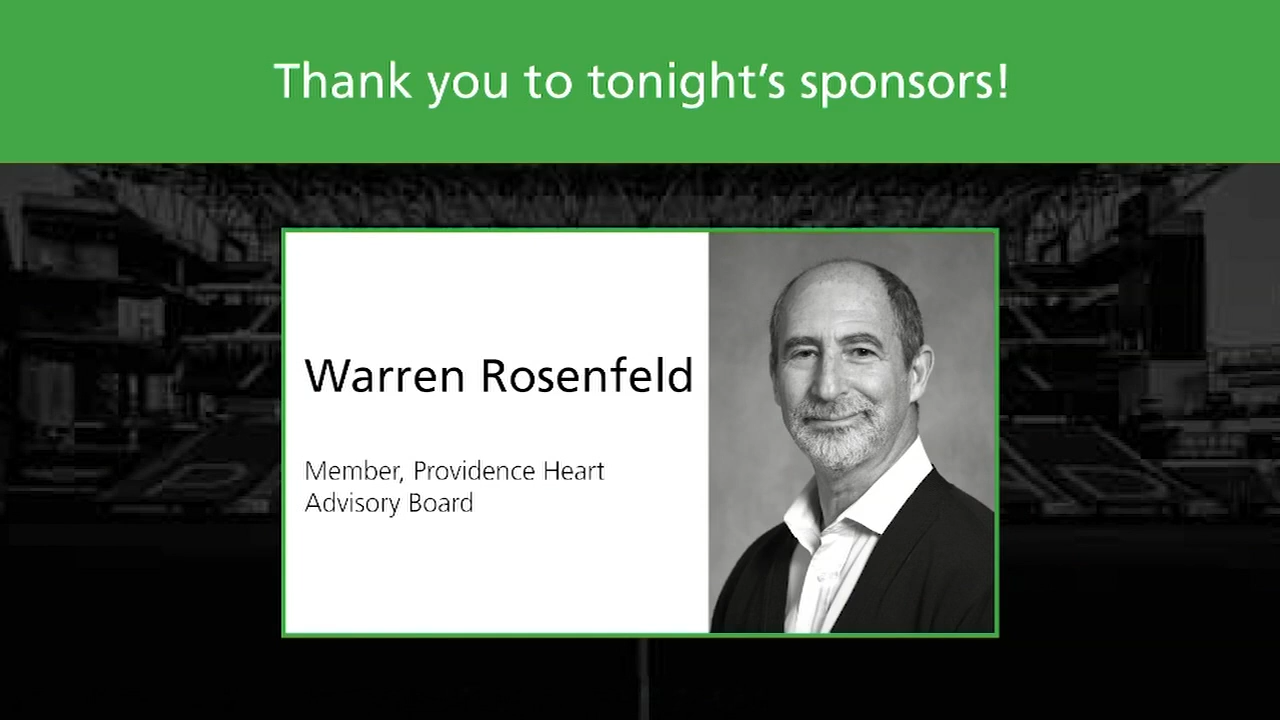 Thank you to tonight’s sponsors!
Warren Rosenfeld
Member, Providence Heart
Advisory Board